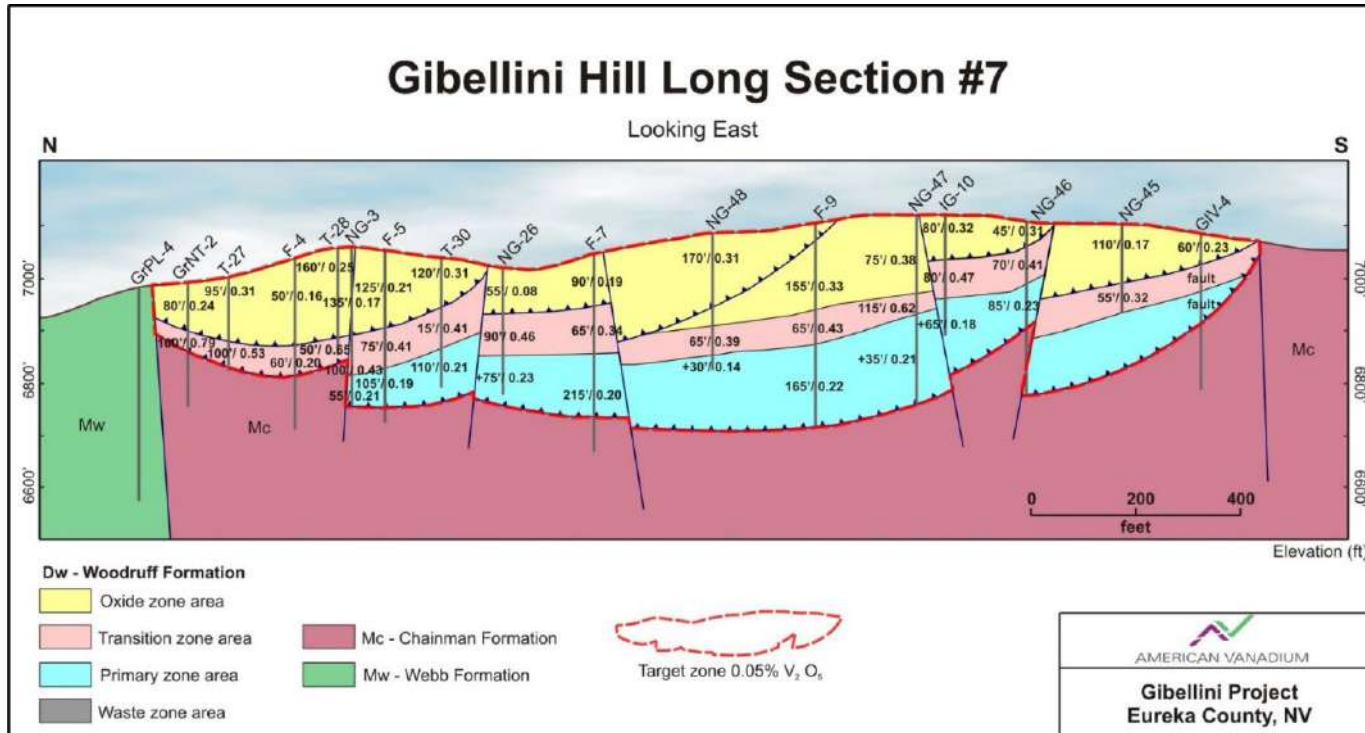 Gibellini Hill Long Section #7
Looking East
N
S
GrPL-4
GrNT-2
T-27
F-4
T-28
NG-3
F-5
T-30
NG-26
F-7
NG-48
F-9
NG-47
IG-10
NG-46
NG-45
GIV-4
7000'
6800'
6600'
7000'
6800'
6600'
80'/ 0.24
95'/ 0.31
50'/ 0.16
160'/ 0.25
135'/ 0.17
125'/ 0.21
120'/ 0.31
55'/ 0.08
90'/ 0.19
170'/ 0.31
155'/ 0.33
75'/ 0.38
80'/ 0.32
45'/ 0.31
110'/ 0.17
60'/ 0.23
100'/ 0.79
100'/ 0.53
60'/ 0.20
50'/ 0.65
100'/ 0.43
75'/ 0.41
15'/ 0.41
90'/ 0.46
65'/ 0.34
65'/ 0.39
65'/ 0.43
115'/ 0.62
80'/ 0.47
70'/ 0.41
55'/ 0.32
fault
fault
55'/ 0.21
105'/ 0.19
110'/ 0.21
+75'/ 0.23
215'/ 0.20
+30'/ 0.14
165'/ 0.22
+35'/ 0.21
+65'/ 0.18
85'/ 0.23
Mw
Mc
Mc
0 200 400
feet
Elevation (ft)
Dw - Woodruff Formation
Oxide zone area
Transition zone area
Primary zone area
Waste zone area
Mc - Chainman Formation
Mw - Webb Formation
Target zone 0.05% V₂ O₅
AMERICAN VANADIUM
Gibellini Project
Eureka County, NV